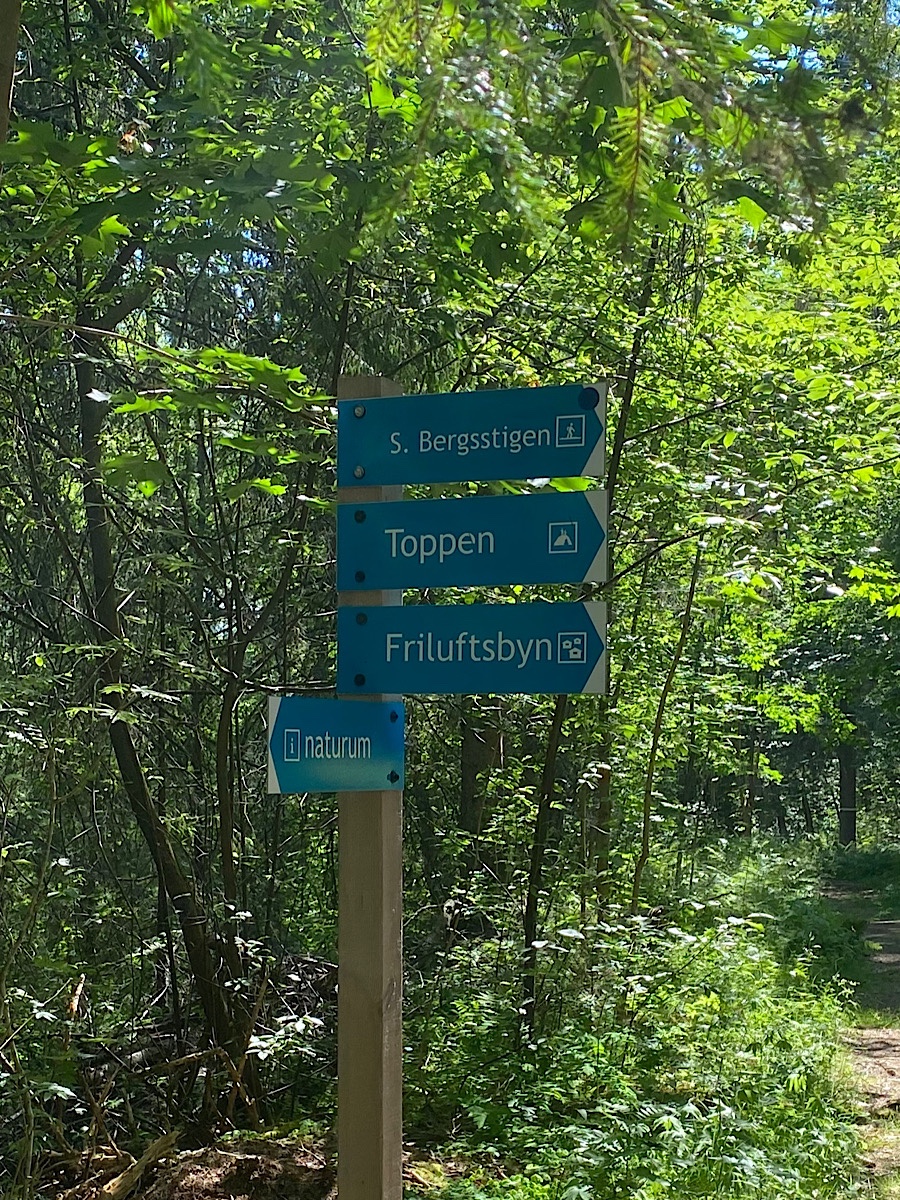 S. Bergsstigen
Toppen
Friluftsbyn
i naturum